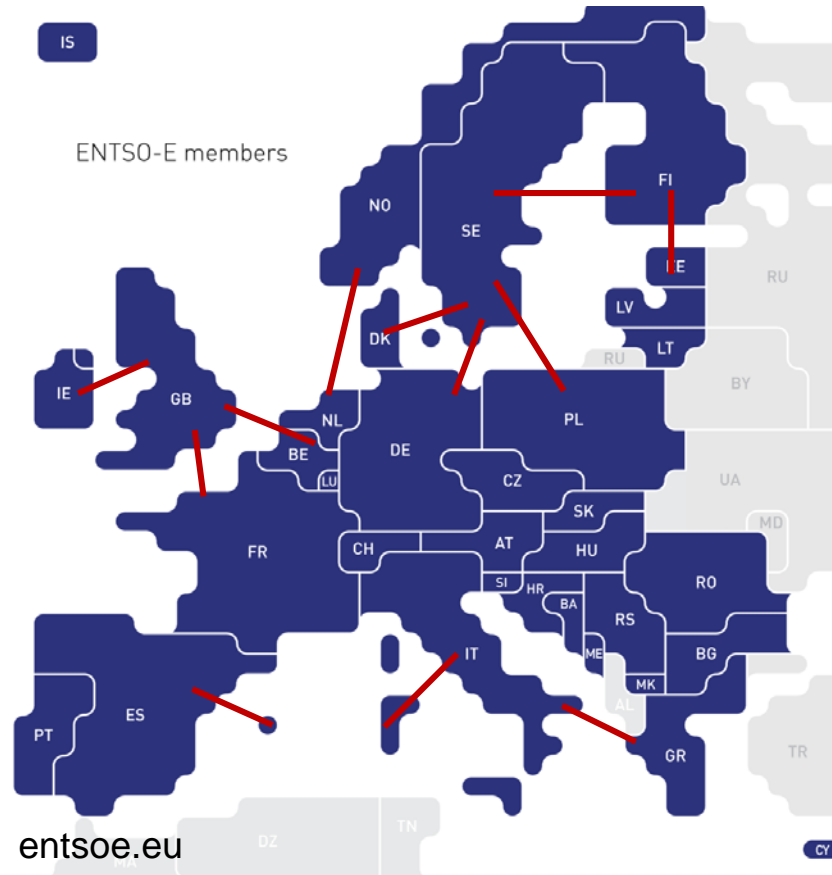 IS
ENTSO-E members
FI
NO
SE
RU
EE
LV
DK
LT
RU
BY
IE
GB
NL
PL
DE
BE
CZ
LU
UA
SK
MD
FR
CH
AT
HU
SI
HR
RO
BA
RS
IT
ME
BG
MK
ES
AL
PT
GR
TR
TN
DZ
entsoe.eu
MA
CY